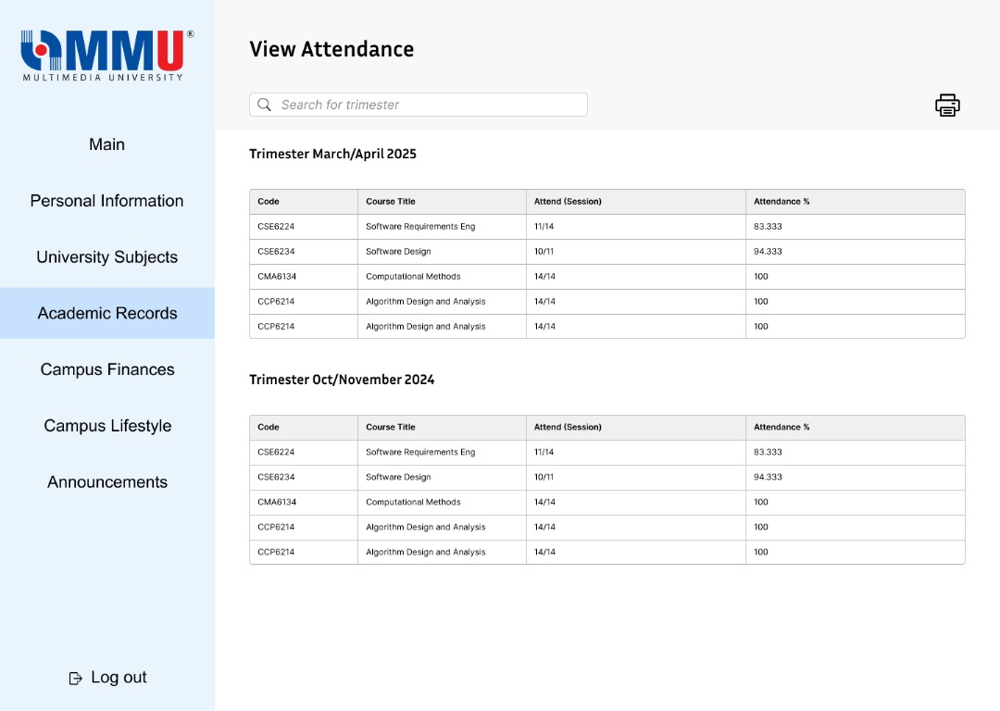 MMU®
MULTIMEDIA UNIVERSITY
Main
Personal Information
University Subjects
Academic Records
Campus Finances
Campus Lifestyle
Announcements
Log out
View Attendance
Search for trimester
Trimester March/April 2025
Code Course Title Attend (Session) Attendance %
CSE6224 Software Requirements Eng 11/14 83.333
CSE6234 Software Design 10/11 94.333
CMA6134 Computational Methods 14/14 100
CCP6214 Algorithm Design and Analysis 14/14 100
CCP6214 Algorithm Design and Analysis 14/14 100
Trimester Oct/November 2024
Code Course Title Attend (Session) Attendance %
CSE6224 Software Requirements Eng 11/14 83.333
CSE6234 Software Design 10/11 94.333
CMA6134 Computational Methods 14/14 100
CCP6214 Algorithm Design and Analysis 14/14 100
CCP6214 Algorithm Design and Analysis 14/14 100